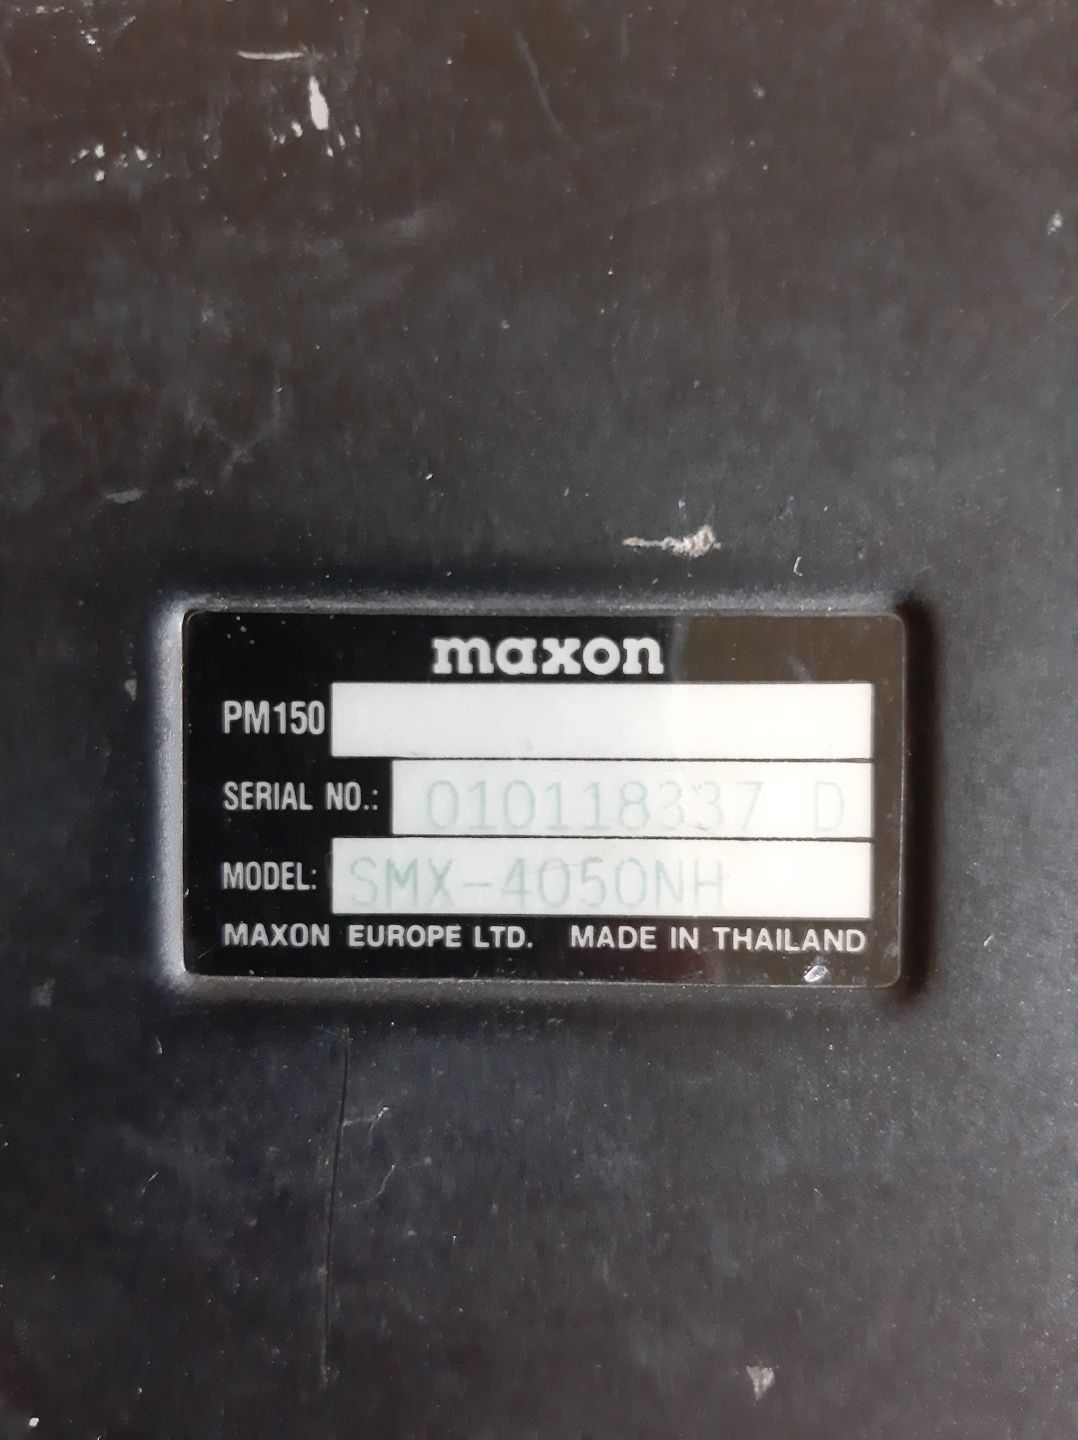 maxon
PM150
SERIAL NO.: 010118337 D
MODEL: SMX-4050NH
MAXON EUROPE LTD. MADE IN THAILAND